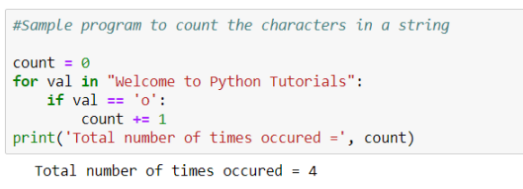 #Sample program to count the characters in a string
count = 0
for val in "Welcome to Python Tutorials":
    if val == 'o':
        count += 1
print('Total number of times occured =', count)
Total number of times occured = 4